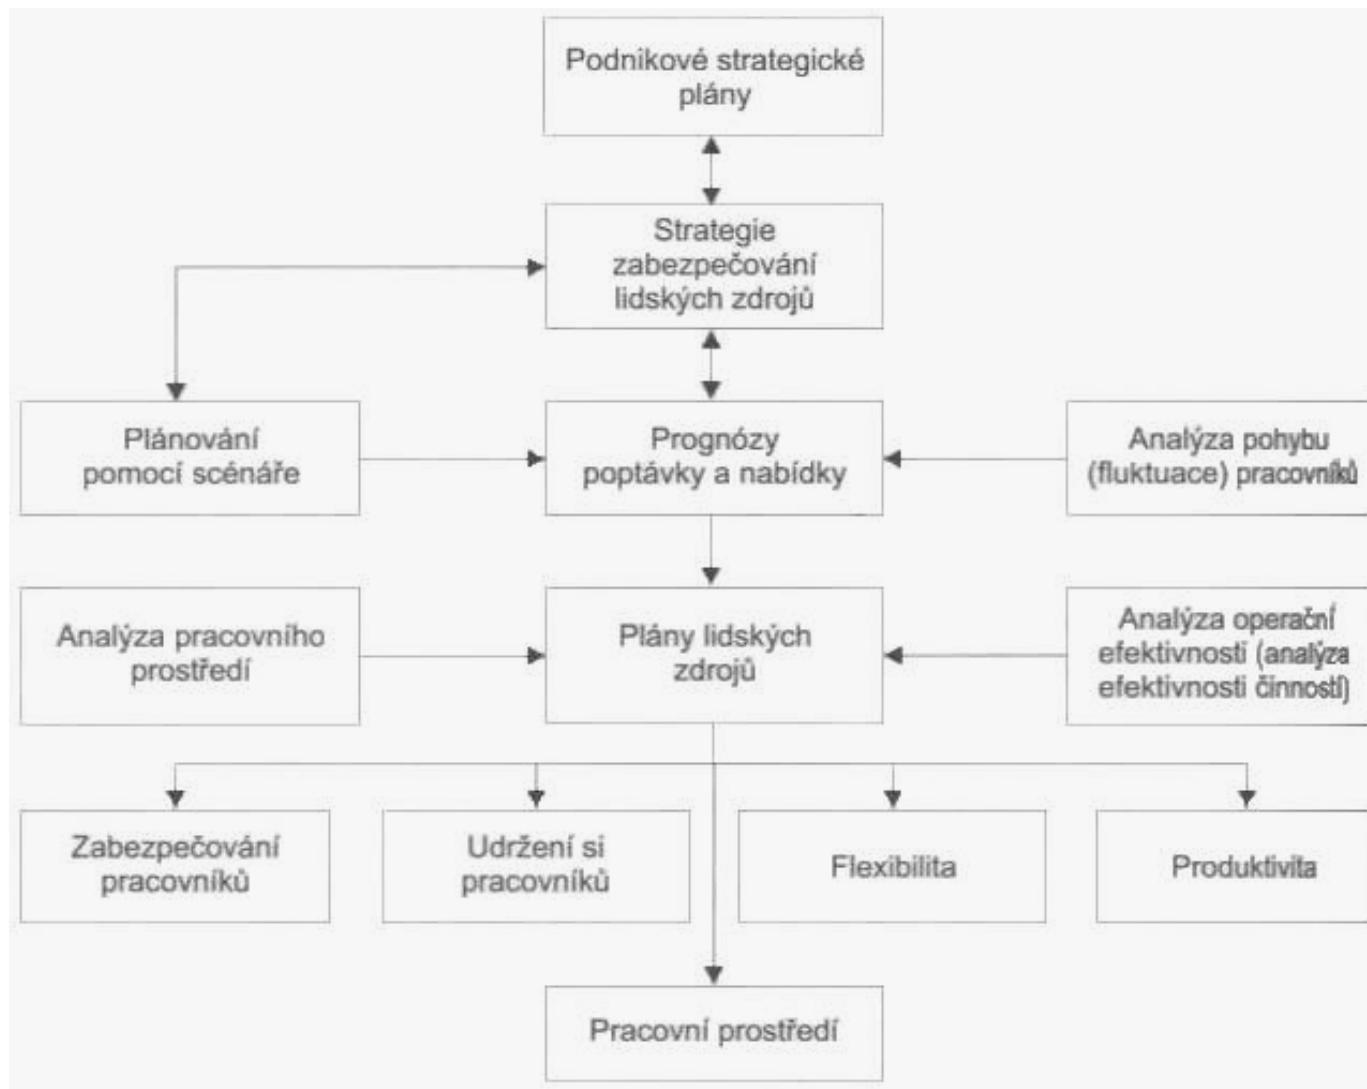 Podnikové strategické
plány
Strategie
zabezpečování
lidských zdrojů
Plánování
pomocí scénáře
Prognózy
poptávky a nabídky
Analýza pohybu
(fluktuace) pracovníků
Analýza pracovního
prostředí
Plány lidských
zdrojů
Analýza operační
efektivnosti (analýza
efektivnosti činností)
Zabezpečování
pracovníků
Udržení si
pracovníků
Flexibilita
Produktivita
Pracovní prostředí